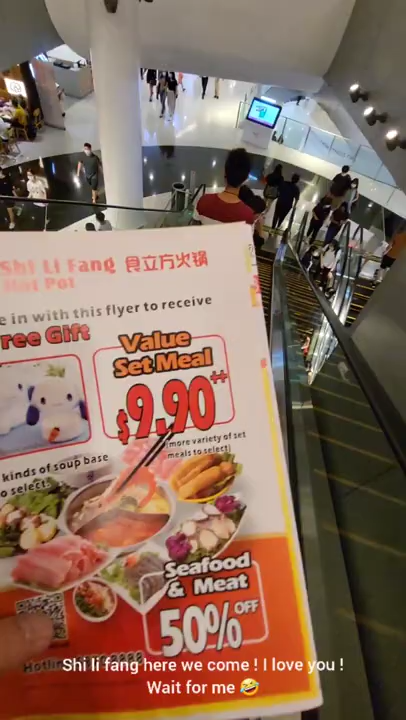 Shi Li Fang 食立方火锅
Hot Pot
e in with this flyer to receive
ree Gift
Value
Set Meal
$9.90++
(more variety of set
meals to select)
kinds of soup base
o select!
Seafood
& Meat
50% OFF
Hotline
Shi li fang here we come ! I love you !
Wait for me 🤣